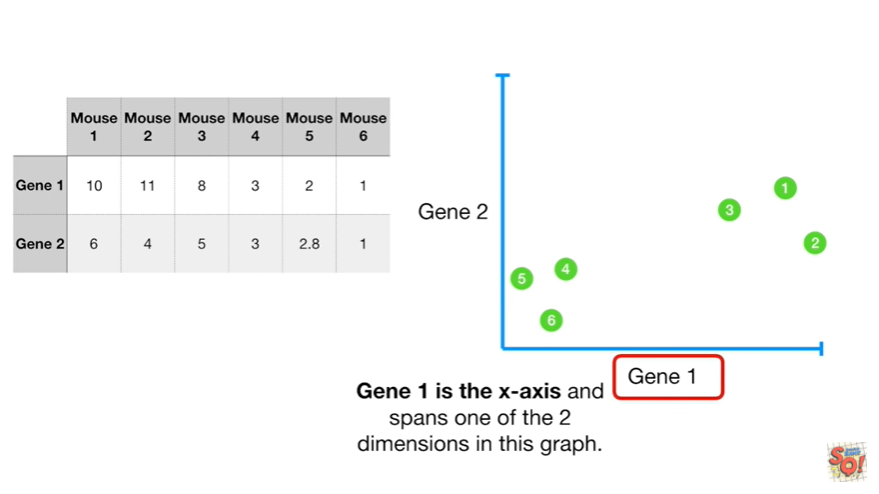 Mouse 1 Mouse 2 Mouse 3 Mouse 4 Mouse 5 Mouse 6
Gene 1 10 11 8 3 2 1
Gene 2 6 4 5 3 2.8 1
Gene 2
1
3
2
4
5
6
Gene 1
Gene 1 is the x-axis and
spans one of the 2
dimensions in this graph.
SQ!